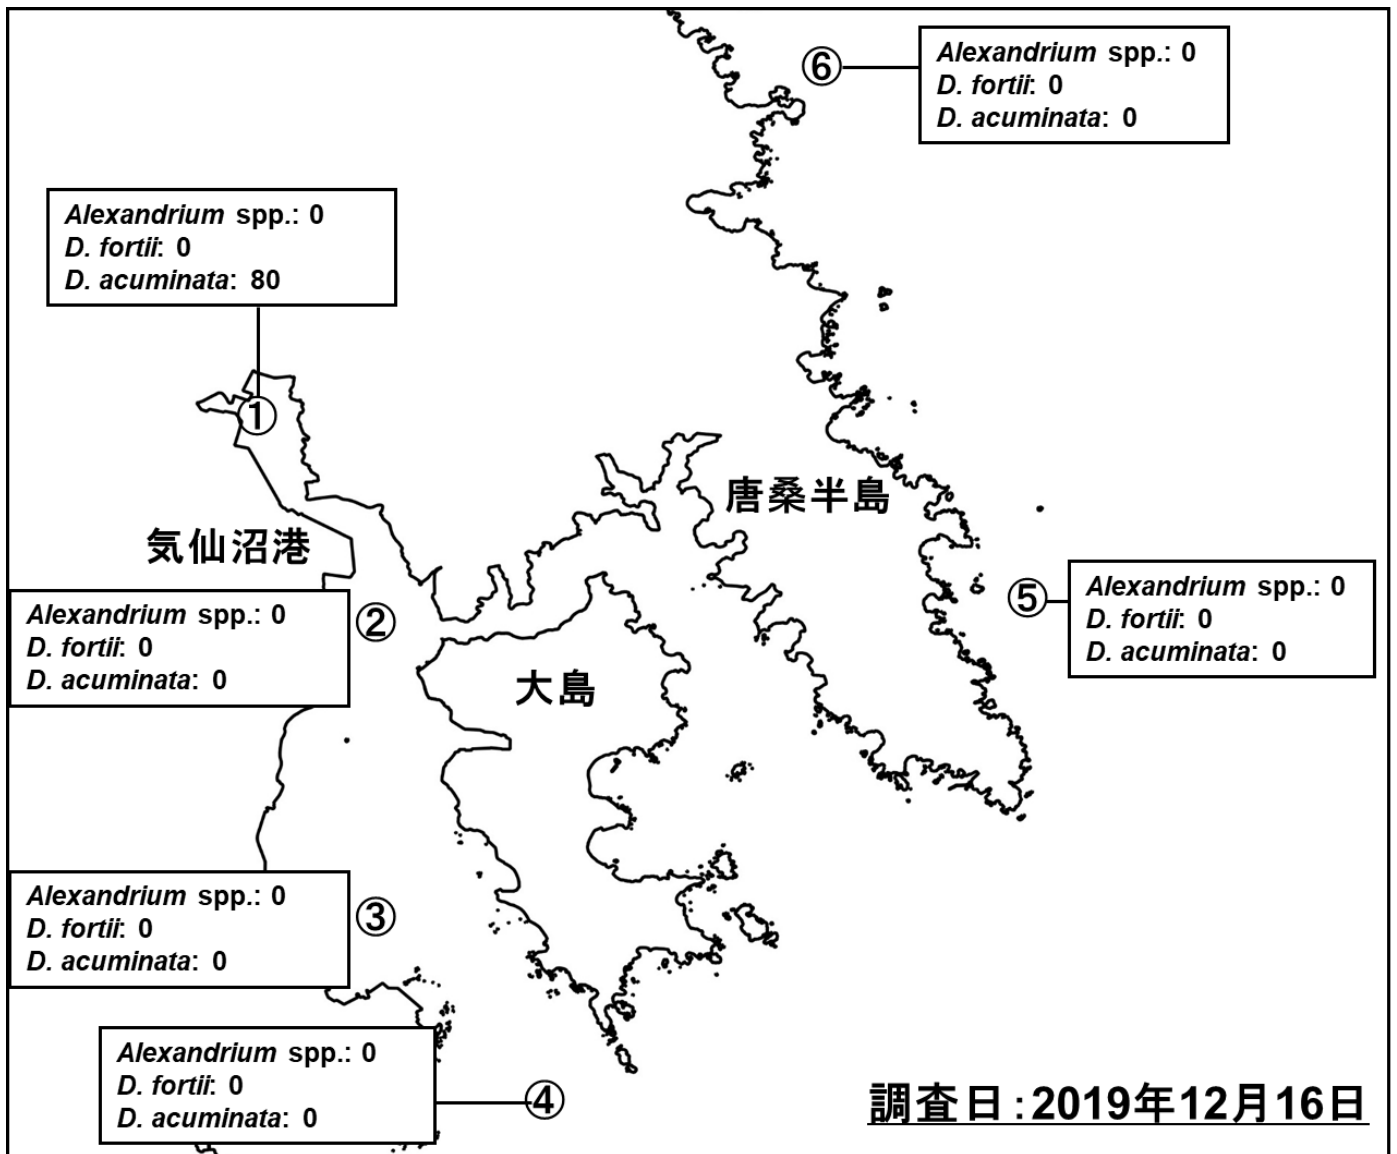 ⑥
Alexandrium spp.: 0
D. fortii: 0
D. acuminata: 0
Alexandrium spp.: 0
D. fortii: 0
D. acuminata: 80
①
唐桑半島
気仙沼港
Alexandrium spp.: 0
D. fortii: 0
D. acuminata: 0
②
⑤
Alexandrium spp.: 0
D. fortii: 0
D. acuminata: 0
大島
Alexandrium spp.: 0
D. fortii: 0
D. acuminata: 0
③
Alexandrium spp.: 0
D. fortii: 0
D. acuminata: 0
④
調査日:2019年12月16日